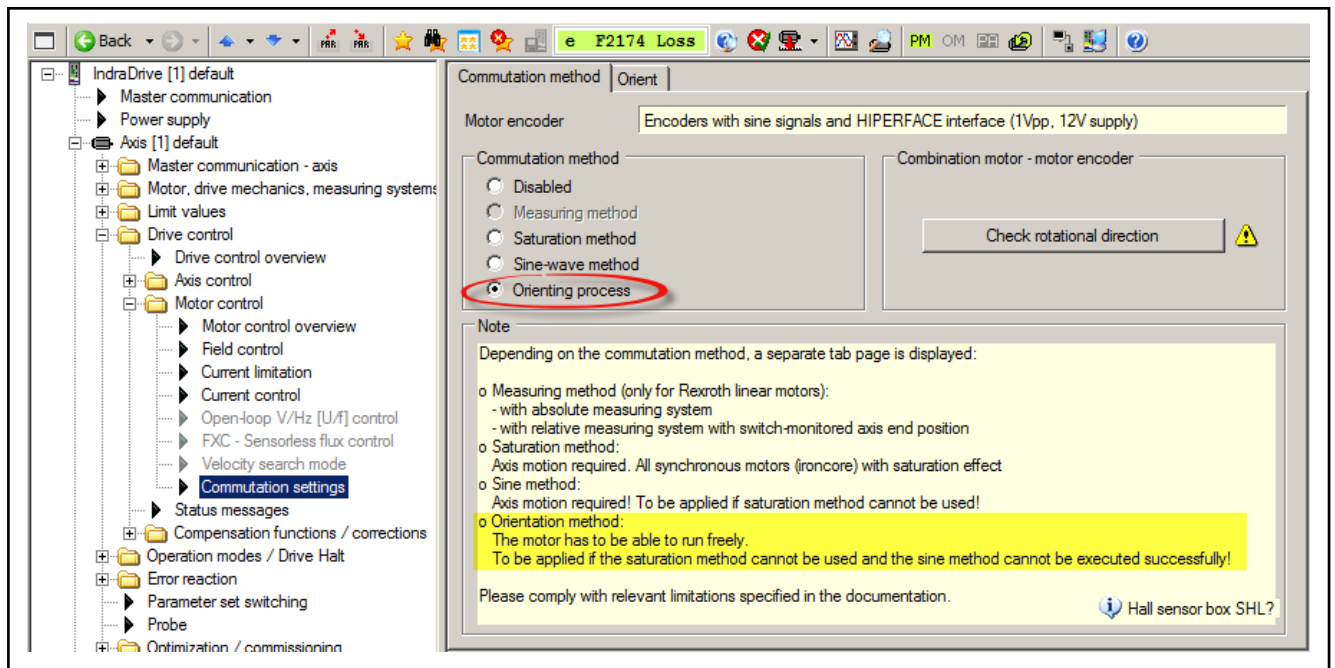 Back
PAR PAR
e F2174 Loss
PM OM
IndraDrive [1] default
Master communication
Power supply
Axis [1] default
Master communication - axis
Motor, drive mechanics, measuring systems
Limit values
Drive control
Drive control overview
Axis control
Motor control
Motor control overview
Field control
Current limitation
Current control
Open-loop V/Hz [U/f] control
FXC - Sensorless flux control
Velocity search mode
Commutation settings
Status messages
Compensation functions / corrections
Operation modes / Drive Halt
Error reaction
Parameter set switching
Probe
Optimization / commissioning
Commutation method Orient
Motor encoder Encoders with sine signals and HIPERFACE interface (1Vpp, 12V supply)
Commutation method
Disabled
Measuring method
Saturation method
Sine-wave method
Orienting process
Combination motor - motor encoder
Check rotational direction
Note
Depending on the commutation method, a separate tab page is displayed:
o Measuring method (only for Rexroth linear motors):
- with absolute measuring system
- with relative measuring system with switch-monitored axis end position
o Saturation method:
Axis motion required. All synchronous motors (ironcore) with saturation effect
o Sine method:
Axis motion required! To be applied if saturation method cannot be used!
o Orientation method:
The motor has to be able to run freely.
To be applied if the saturation method cannot be used and the sine method cannot be executed successfully!
Please comply with relevant limitations specified in the documentation.
Hall sensor box SHL?